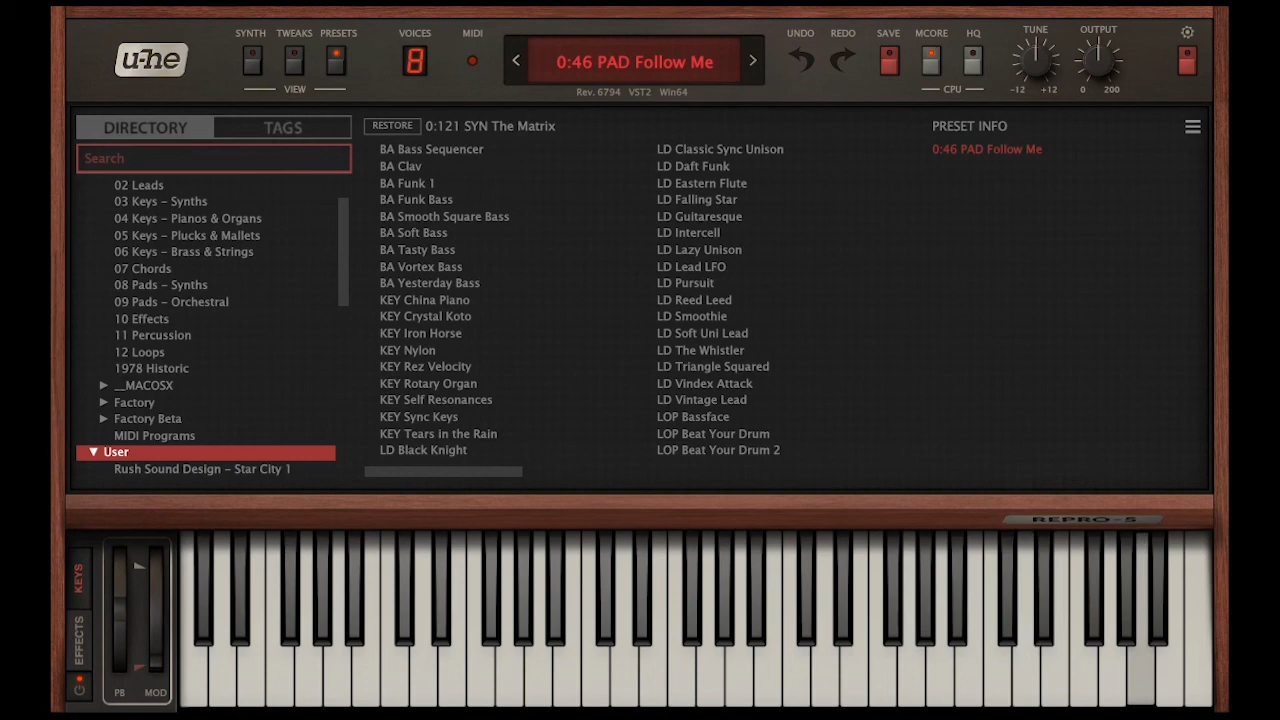 u-he
SYNTH TWEAKS PRESETS
VIEW
VOICES
8
MIDI
0:46 PAD Follow Me
Rev. 6794 VST2 Win64
UNDO REDO
SAVE MCORE HQ
CPU
TUNE
-12 +12
OUTPUT
0 200
DIRECTORY TAGS
Search
02 Leads
03 Keys – Synths
04 Keys – Pianos & Organs
05 Keys – Plucks & Mallets
06 Keys – Brass & Strings
07 Chords
08 Pads – Synths
09 Pads – Orchestral
10 Effects
11 Percussion
12 Loops
1978 Historic
__MACOSX
Factory
Factory Beta
MIDI Programs
User
Rush Sound Design – Star City 1
RESTORE 0:121 SYN The Matrix
BA Bass Sequencer
BA Clav
BA Funk 1
BA Funk Bass
BA Smooth Square Bass
BA Soft Bass
BA Tasty Bass
BA Vortex Bass
BA Yesterday Bass
KEY China Piano
KEY Crystal Koto
KEY Iron Horse
KEY Nylon
KEY Rez Velocity
KEY Rotary Organ
KEY Self Resonances
KEY Sync Keys
KEY Tears in the Rain
LD Black Knight
LD Classic Sync Unison
LD Daft Funk
LD Eastern Flute
LD Falling Star
LD Guitaresque
LD Intercell
LD Lazy Unison
LD Lead LFO
LD Pursuit
LD Reed Leed
LD Smoothie
LD Soft Uni Lead
LD The Whistler
LD Triangle Squared
LD Vindex Attack
LD Vintage Lead
LOP Bassface
LOP Beat Your Drum
LOP Beat Your Drum 2
PRESET INFO
0:46 PAD Follow Me
REPRO-5
KEYS
EFFECTS
PB MOD